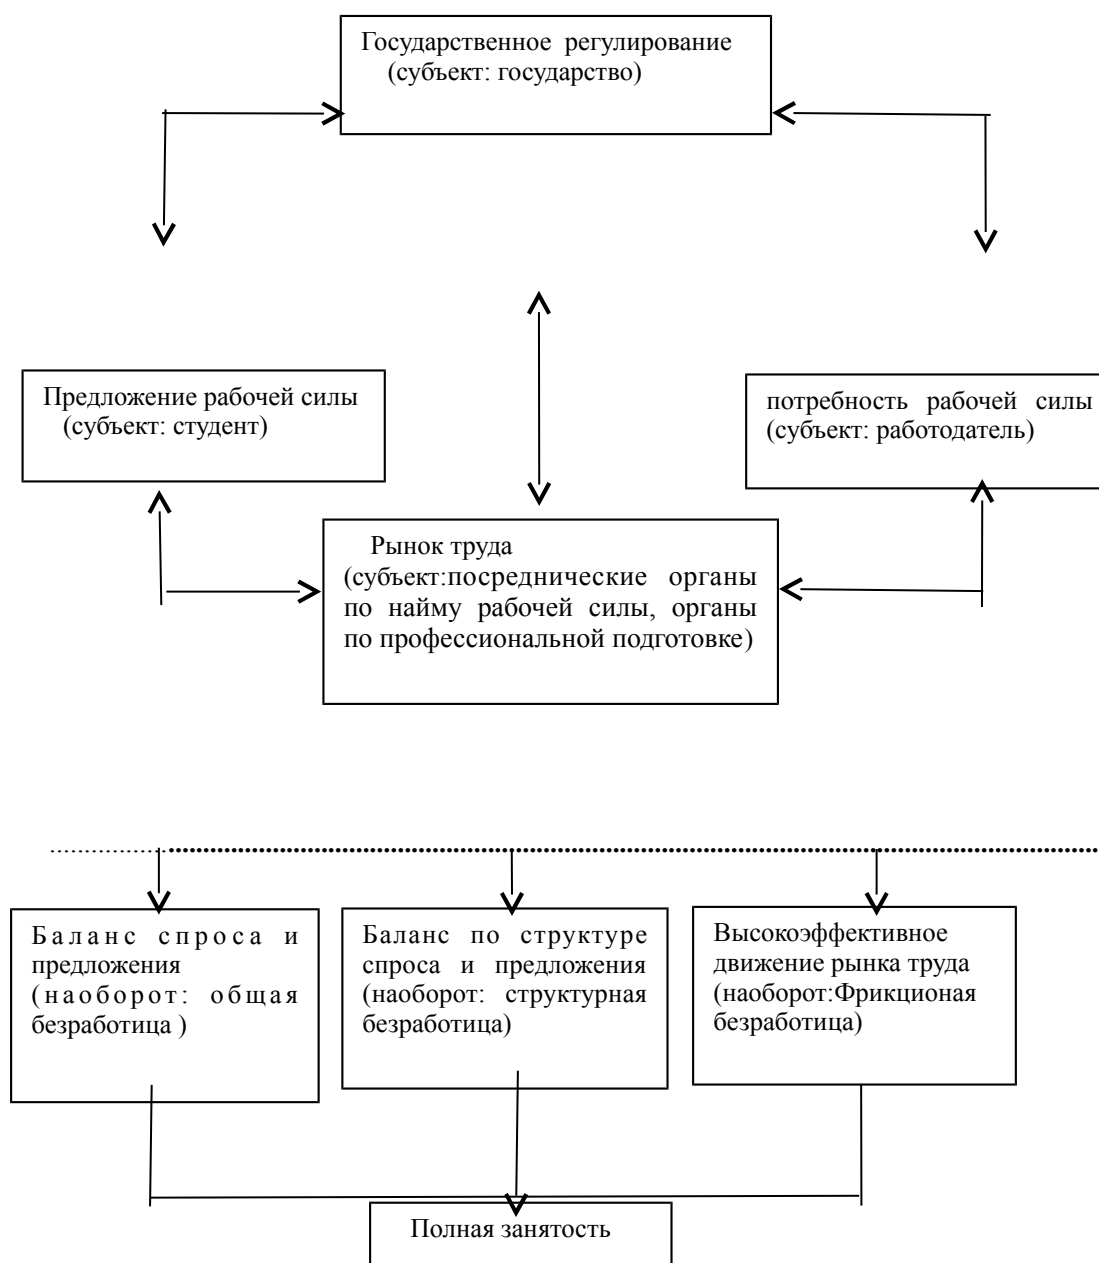 Государственное регулирование
(субъект: государство)
Предложение рабочей силы
(субъект: студент)
потребность рабочей силы
(субъект: работодатель)
Рынок труда
(субъект:посреднические органы
по найму рабочей силы, органы
по профессиональной подготовке)
Баланс спроса и
предложения
(наоборот: общая
безработица )
Баланс по структуре
спроса и предложения
(наоборот: структурная
безработица)
Высокоэффективное
движение рынка труда
(наоборот:Фрикционая
безработица)
Полная занятость